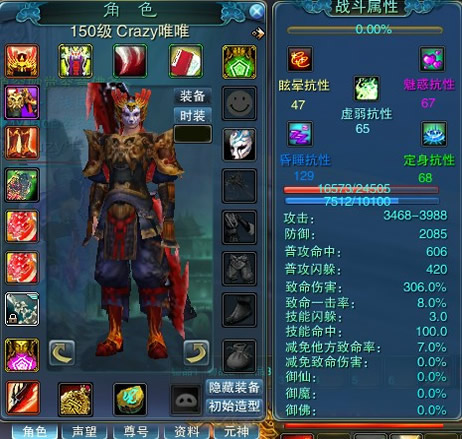 角 色
150级 Crazy唯唯
装备
时装
隐藏装备
初始造型
角色 声望 尊号 资料 元神
战斗属性
0.00%
眩晕抗性
47
魅惑抗性
67
虚弱抗性
65
昏睡抗性
129
定身抗性
68
16573/24505
7512/10100
攻击: 3468-3988
防御: 2085
普攻命中: 606
普攻闪躲: 420
致命伤害: 306.0%
致命一击率: 8.0%
技能闪躲: 3.0
技能命中: 100.0
减免他方致命率: 7.0%
减免致命伤害: 0.0%
御仙: 0.0%
御魔: 0.0%
御佛: 0.0%